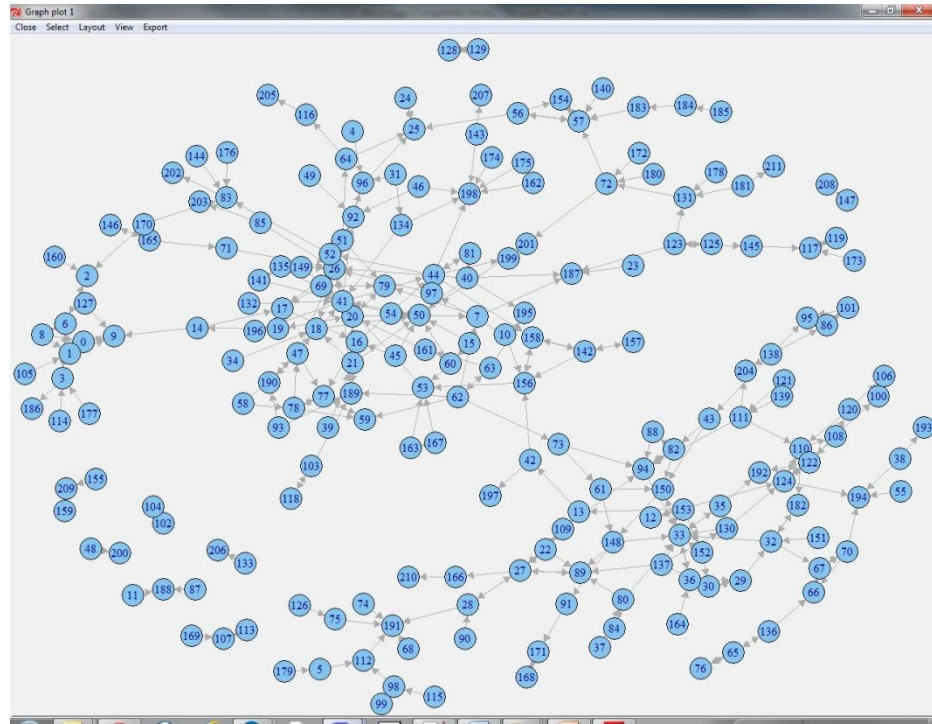 Graph plot 1
Close Select Layout View Export
128 129
205 24 207 154 140
116 56 183 184 185
4 25 143 57
64 174 175 172 211
144 176 49 96 31 46 198 162 72 180 178 181 208
202 83 131 147
203 92
146 170 85 134
165 71 51 201 123 125 145 117 119
160 52 81 199 173
2 135 149 26 44 40 187 23
141 69 79 97
127 132 17 41 101
6 20 54 50 7 195 95 86
8 0 9 14 196 19 18 10 158
1 16 161 15 142 157 138
105 34 47 21 45 60 63 204
3 190 53 156 121 106
186 58 77 189 62 139 100
114 177 78 59 43 111 120
93 39 88 108 193
163 167 73 82 110
103 42 94 122 38
155 192 124
209 118 197 61 150 194 55
159 104 13 12 153 35 182
102 109 33 130
48 200 206 22 148 152 32 151
133 27 89 137 70
210 166 36 30 29 67
11 188 87 66
126 74 28 91 80
75 191 164
169 107 113 90 84 136
68 37 65
179 5 112 171 76
98 168
99 115